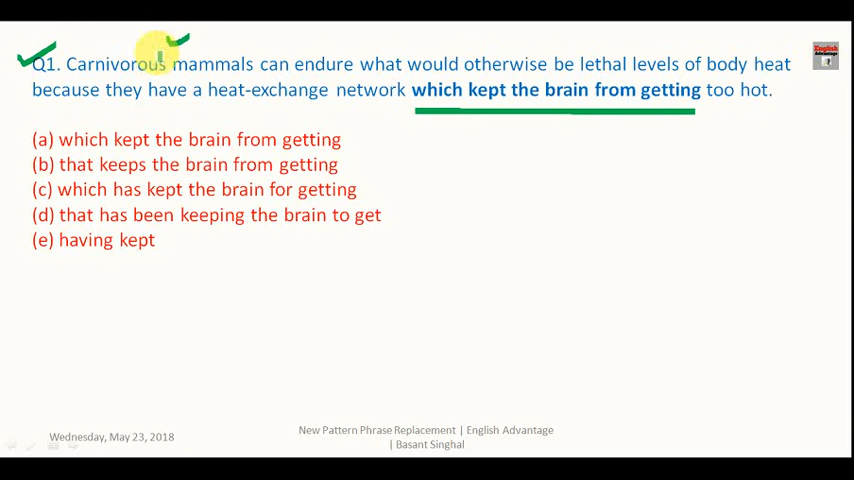 Q1. Carnivorous mammals can endure what would otherwise be lethal levels of body heat
because they have a heat-exchange network which kept the brain from getting too hot.
(a) which kept the brain from getting
(b) that keeps the brain from getting
(c) which has kept the brain for getting
(d) that has been keeping the brain to get
(e) having kept
English
Advantage
Wednesday, May 23, 2018
New Pattern Phrase Replacement | English Advantage
| Basant Singhal